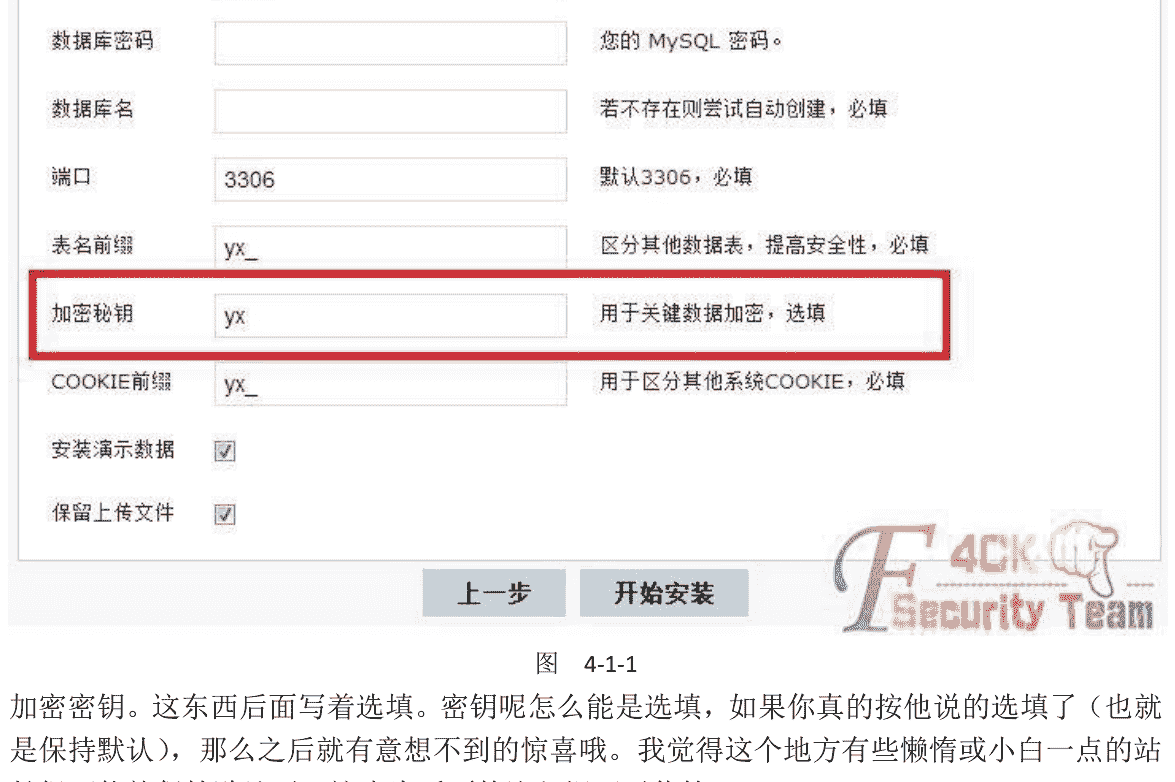 数据库密码 您的 MySQL 密码。
数据库名 若不存在则尝试自动创建，必填
端口 3306 默认3306，必填
表名前缀 yx_ 区分其他数据表，提高安全性，必填
加密秘钥 yx 用于关键数据加密，选填
COOKIE前缀 yx_ 用于区分其他系统COOKIE，必填
安装演示数据
保留上传文件
上一步 开始安装
F4CK
Security Team
图 4-1-1
加密密钥。这东西后面写着选填。密钥呢怎么能是选填，如果你真的按他说的选填了（也就
是保持默认），那么之后就有意想不到的惊喜哦。我觉得这个地方有些懒惰或小白一点的站